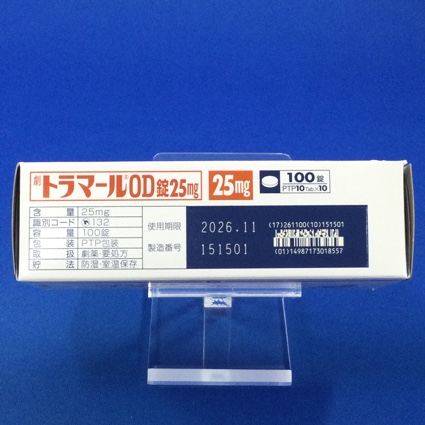 劇 トラマール®OD錠25mg 25mg 100錠
PTP10Tab×10
含 量 25mg
識別コード 132
容 量 100錠
包 装 PTP包装
取 扱 劇薬・要処方
貯 法 防湿・室温保存
使用期限 2026.11
製造番号 151501
(17)261100(10)151501
(01)14987173018557